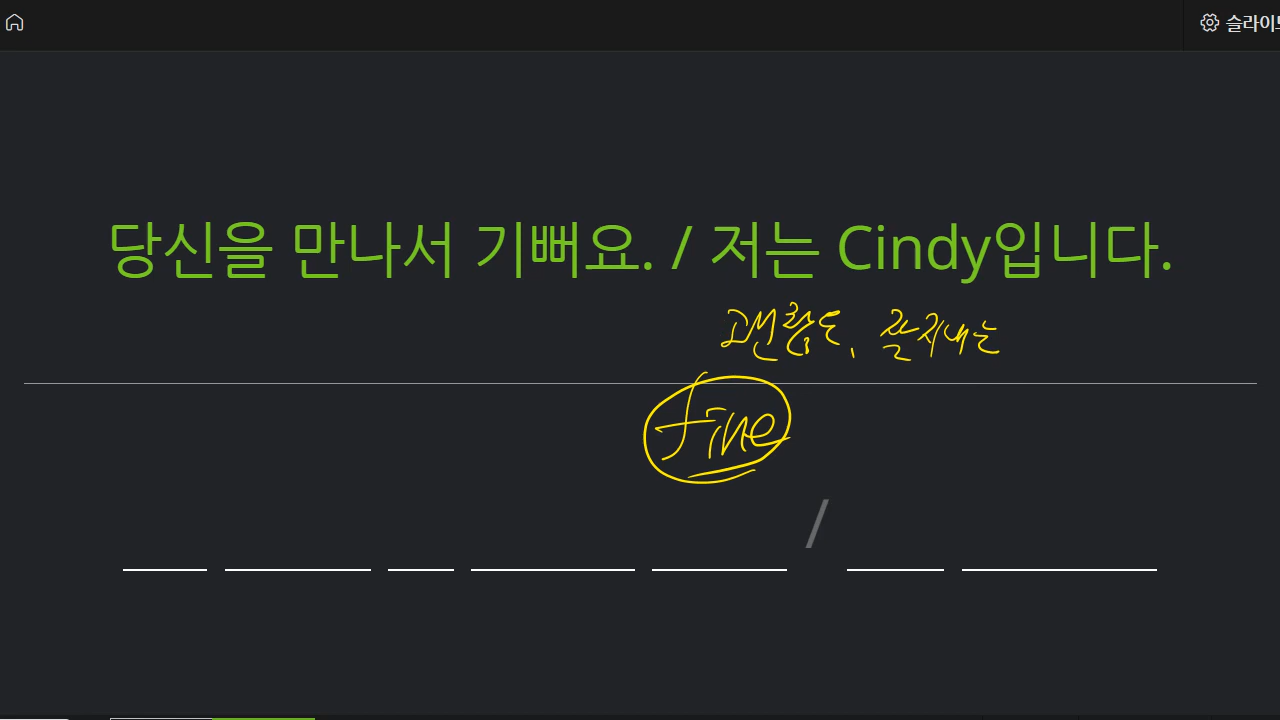 슬라이드
당신을 만나서 기뻐요. / 저는 Cindy입니다.
괜찮은, 잘지내는
fine
/